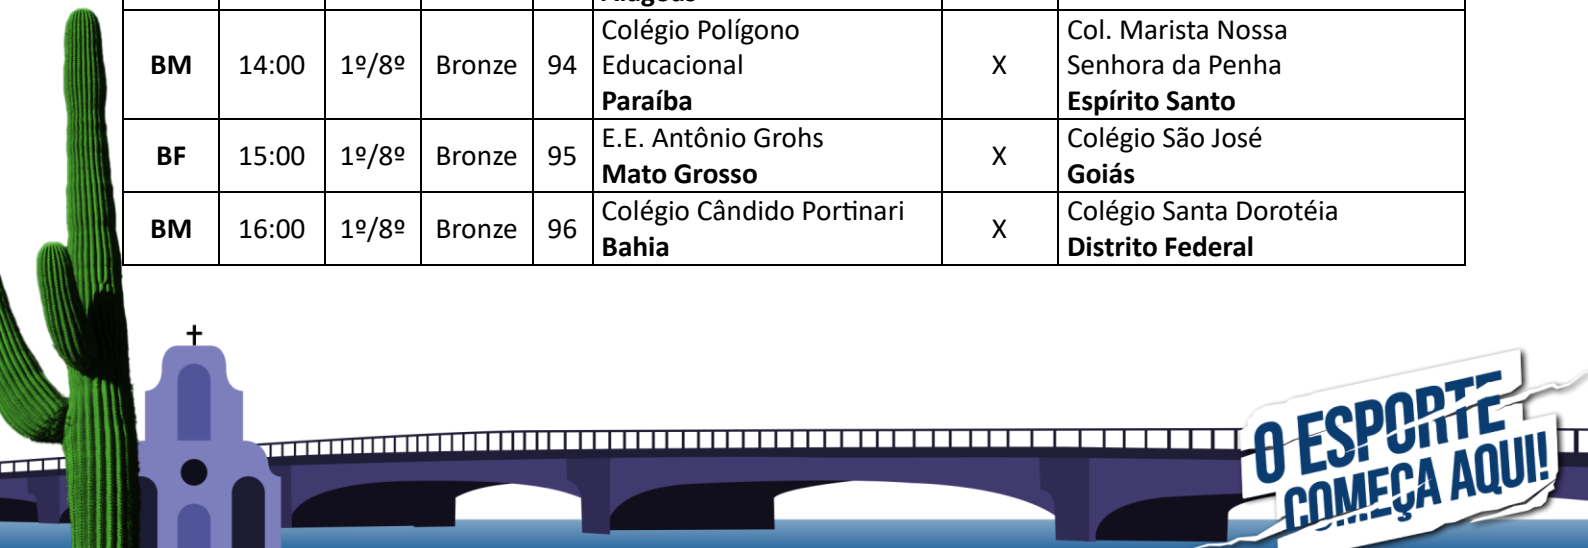 Alagoas
BM 14:00 1º/8º Bronze 94 Colégio Polígono Educacional Paraíba X Col. Marista Nossa Senhora da Penha Espírito Santo
BF 15:00 1º/8º Bronze 95 E.E. Antônio Grohs Mato Grosso X Colégio São José Goiás
BM 16:00 1º/8º Bronze 96 Colégio Cândido Portinari Bahia X Colégio Santa Dorotéia Distrito Federal
O ESPORTE
COMEÇA AQUI!